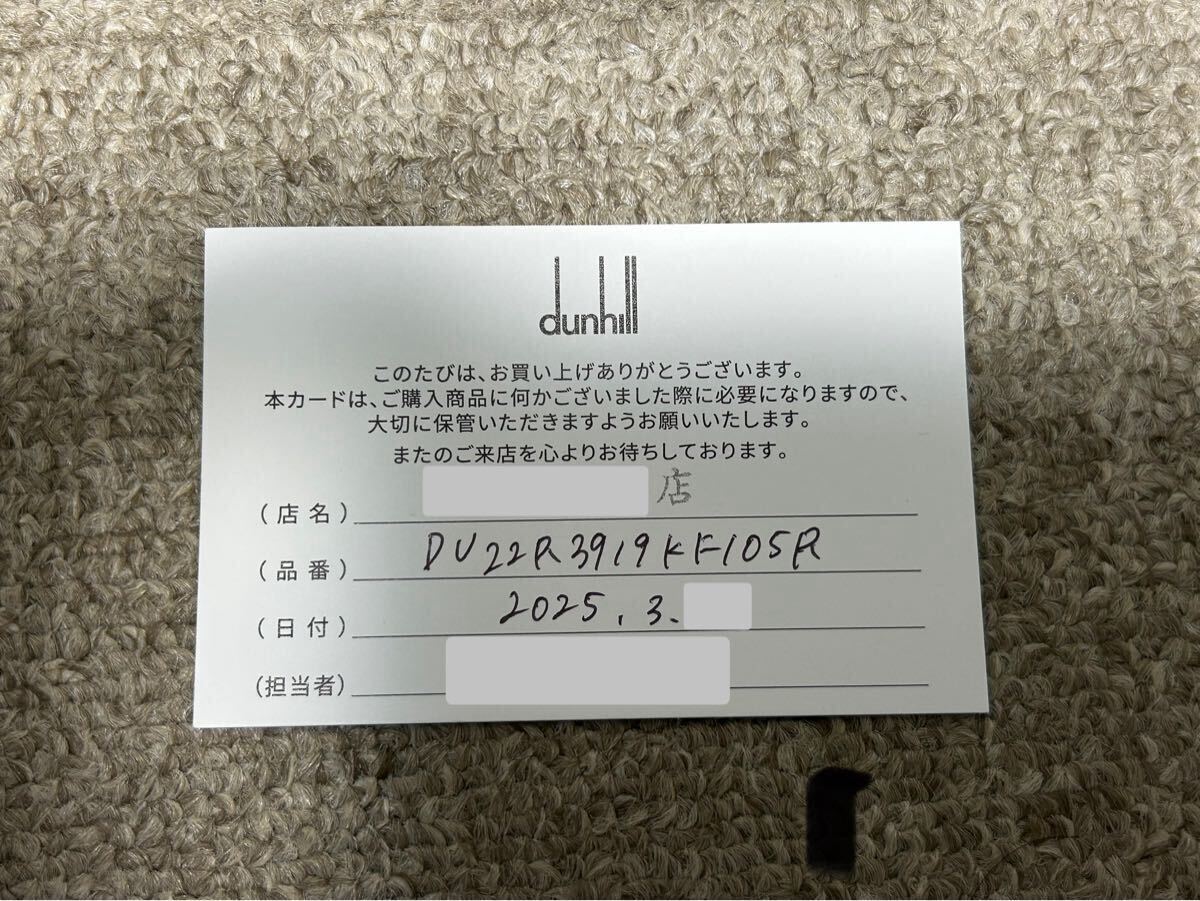 dunhill
このたびは、お買い上げありがとうございます。
本カードは、ご購入商品に何かございました際に必要になりますので、
大切に保管いただきますようお願いいたします。
またのご来店を心よりお待ちしております。
(店名) 店
(品番) DU22R3919KF105R
(日付) 2025.3.
(担当者)